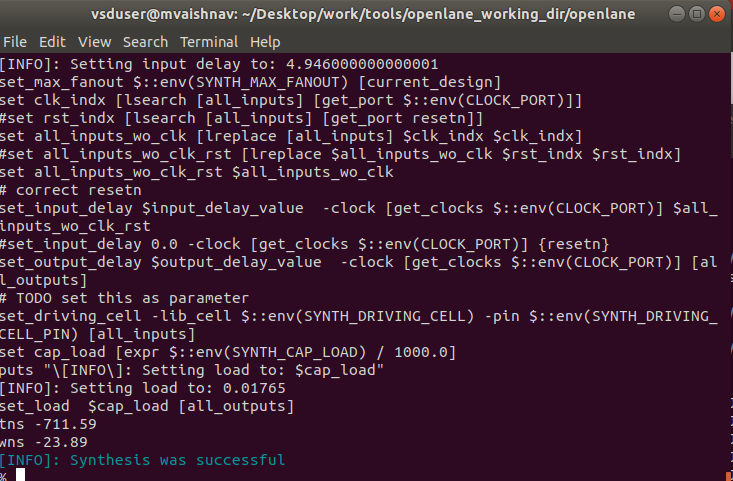 vsduser@mvaishnav: ~/Desktop/work/tools/openlane_working_dir/openlane
File Edit View Search Terminal Help
[INFO]: Setting input delay to: 4.946000000000001
set_max_fanout $::env(SYNTH_MAX_FANOUT) [current_design]
set clk_indx [lsearch [all_inputs] [get_port $::env(CLOCK_PORT)]]
#set rst_indx [lsearch [all_inputs] [get_port resetn]]
set all_inputs_wo_clk [lreplace [all_inputs] $clk_indx $clk_indx]
#set all_inputs_wo_clk_rst [lreplace $all_inputs_wo_clk $rst_indx $rst_indx]
set all_inputs_wo_clk_rst $all_inputs_wo_clk
# correct resetn
set_input_delay $input_delay_value  -clock [get_clocks $::env(CLOCK_PORT)] $all_
inputs_wo_clk_rst
#set_input_delay 0.0 -clock [get_clocks $::env(CLOCK_PORT)] {resetn}
set_output_delay $output_delay_value  -clock [get_clocks $::env(CLOCK_PORT)] [al
l_outputs]
# TODO set this as parameter
set_driving_cell -lib_cell $::env(SYNTH_DRIVING_CELL) -pin $::env(SYNTH_DRIVING_
CELL_PIN) [all_inputs]
set cap_load [expr $::env(SYNTH_CAP_LOAD) / 1000.0]
puts "\[INFO\]: Setting load to: $cap_load"
[INFO]: Setting load to: 0.01765
set_load  $cap_load [all_outputs]
tns -711.59
wns -23.89
[INFO]: Synthesis was successful
%